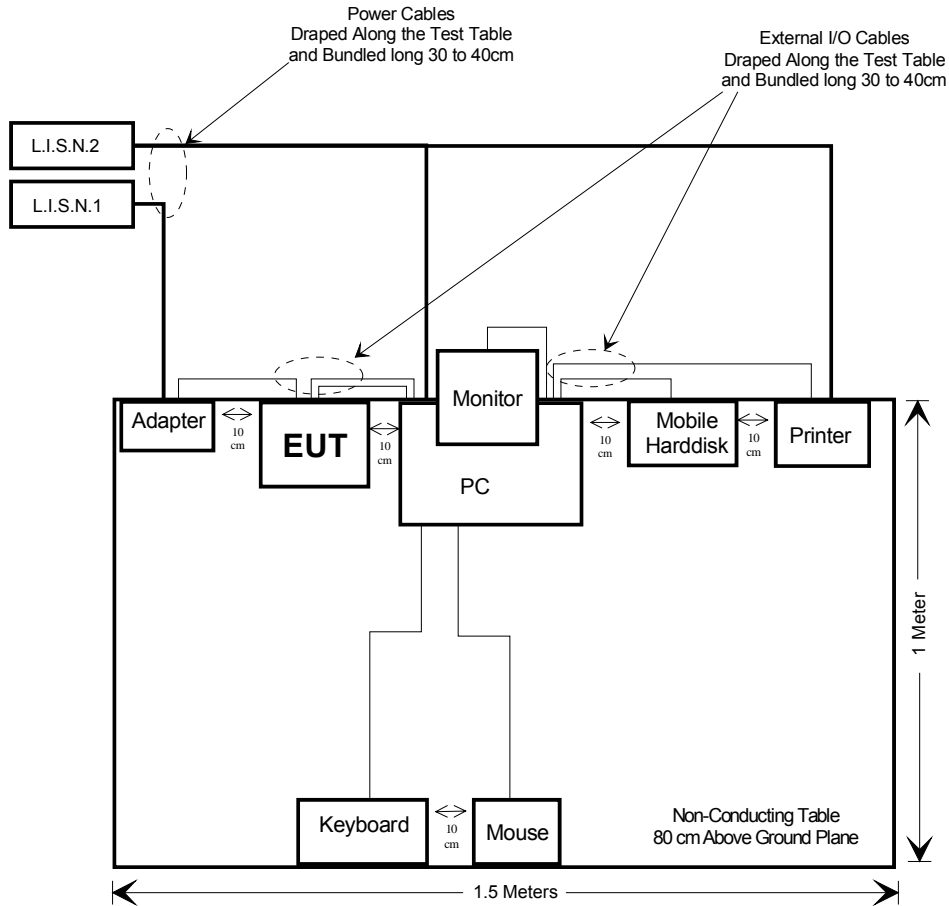 Power Cables
Draped Along the Test Table
and Bundled long 30 to 40cm
External I/O Cables
Draped Along the Test Table
and Bundled long 30 to 40cm
L.I.S.N.2
L.I.S.N.1
Adapter
10
cm
EUT
10
cm
Monitor
PC
10
cm
Mobile
Harddisk
10
cm
Printer
1 Meter
Keyboard
10
cm
Mouse
Non-Conducting Table
80 cm Above Ground Plane
1.5 Meters